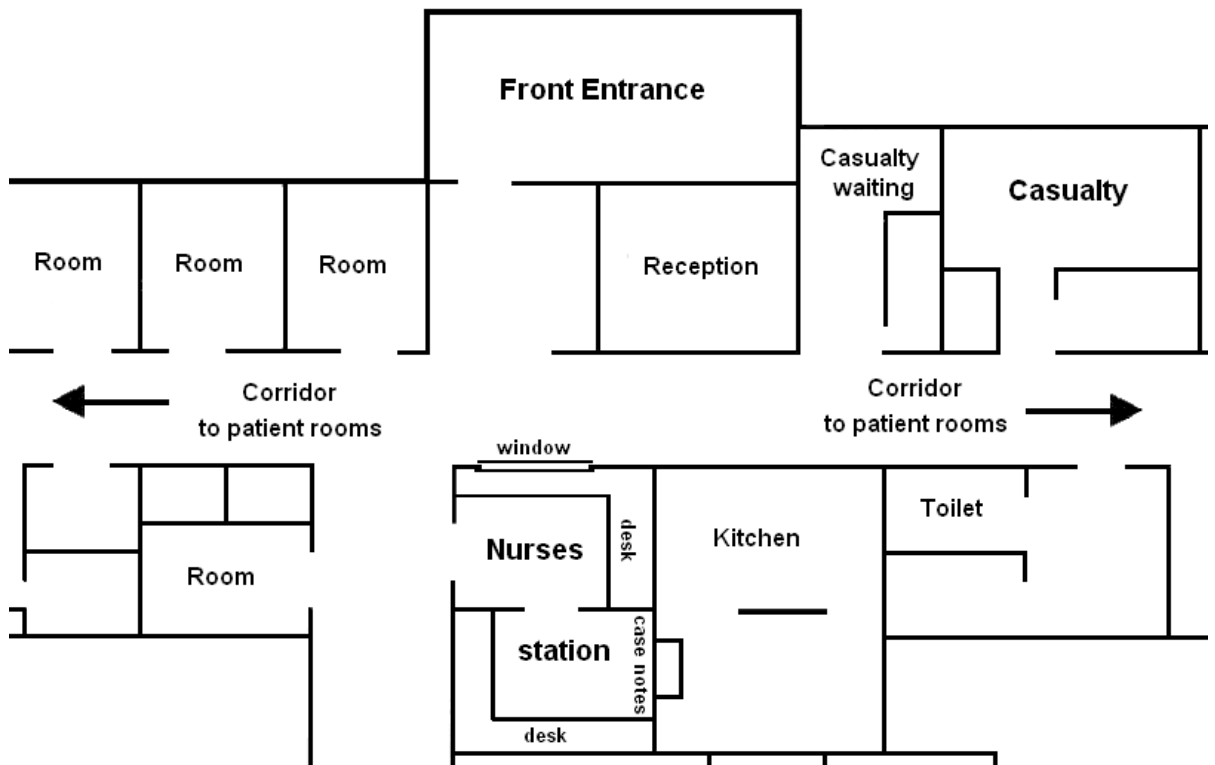 Front Entrance
Casualty
waiting
Casualty
Room
Room
Room
Reception
Corridor
to patient rooms
Corridor
to patient rooms
window
desk
Toilet
Kitchen
Nurses
Room
station
case notes
desk